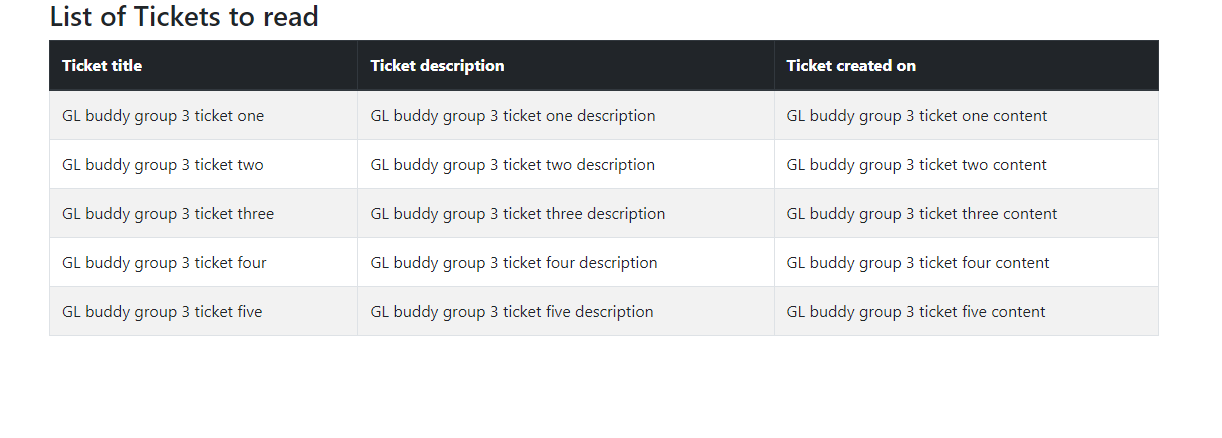 List of Tickets to read
Ticket title Ticket description Ticket created on
GL buddy group 3 ticket one GL buddy group 3 ticket one description GL buddy group 3 ticket one content
GL buddy group 3 ticket two GL buddy group 3 ticket two description GL buddy group 3 ticket two content
GL buddy group 3 ticket three GL buddy group 3 ticket three description GL buddy group 3 ticket three content
GL buddy group 3 ticket four GL buddy group 3 ticket four description GL buddy group 3 ticket four content
GL buddy group 3 ticket five GL buddy group 3 ticket five description GL buddy group 3 ticket five content